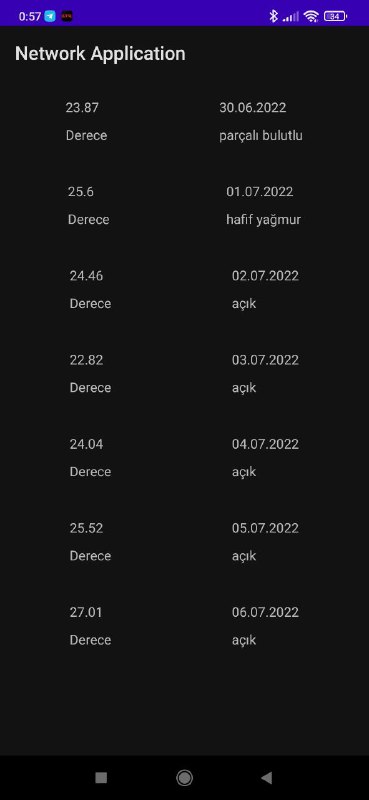 0:57 84
Network Application
23.87 30.06.2022
Derece parçalı bulutlu
25.6 01.07.2022
Derece hafif yağmur
24.46 02.07.2022
Derece açık
22.82 03.07.2022
Derece açık
24.04 04.07.2022
Derece açık
25.52 05.07.2022
Derece açık
27.01 06.07.2022
Derece açık